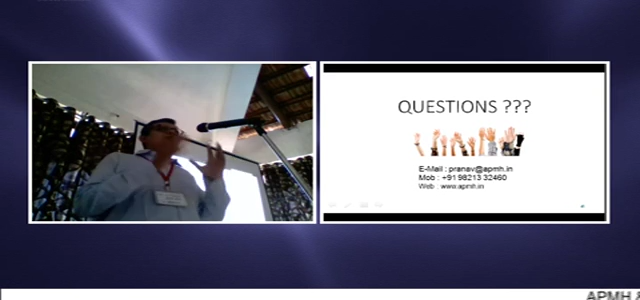 QUESTIONS ???
E-Mail : pranav@apmh.in
Mob : +91 98213 32460
Web : www.apmh.in
APMH